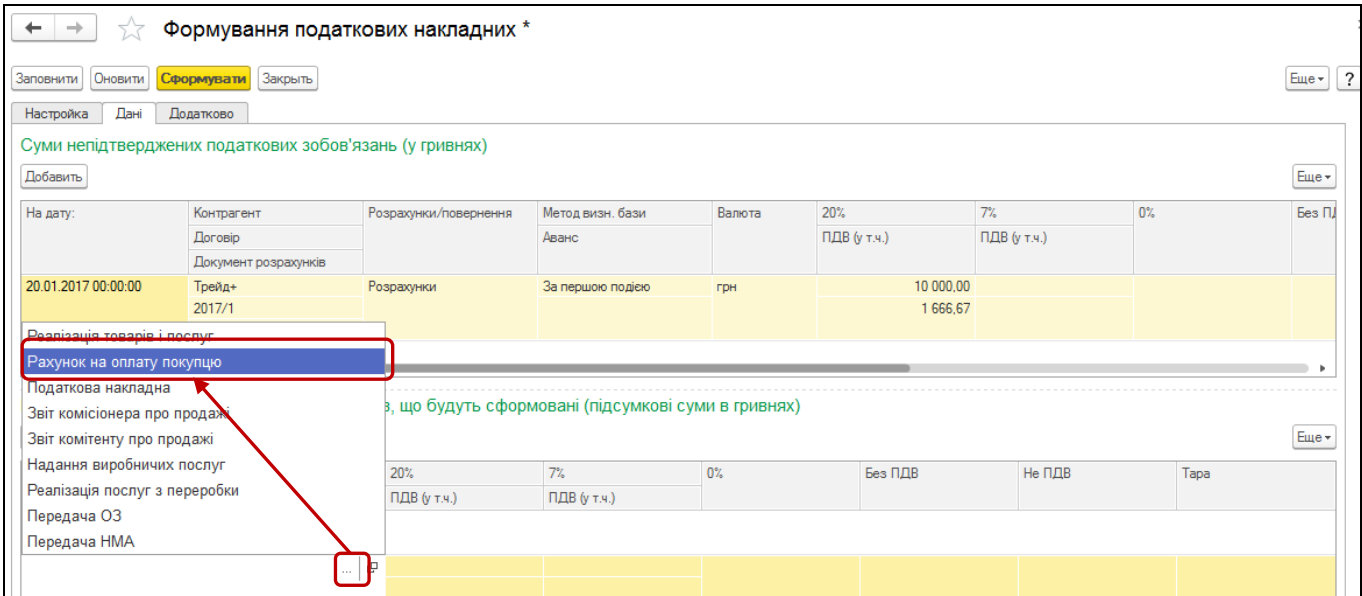 Формування податкових накладних *
Заповнити Оновити Сформувати Закрыть Еще ?
Настройка Дані Додатково
Суми непідтверджених податкових зобов'язань (у гривнях)
Добавить Еще
На дату: Контрагент Розрахунки/повернення Метод визн. бази Валюта 20% 7% 0% Без ПД
Договір Аванс ПДВ (у т.ч.) ПДВ (у т.ч.)
Документ розрахунків
20.01.2017 00:00:00 Трейд+ Розрахунки За першою подією грн 10 000,00
2017/1 1 666,67
Реалізація товарів і послуг
Рахунок на оплату покупцю
Податкова накладна
Звіт комісіонера про продажі , що будуть сформовані (підсумкові суми в гривнях)
Звіт комітенту про продажі Еще
Надання виробничих послуг 20% 7% 0% Без ПДВ Не ПДВ Тара
Реалізація послуг з переробки ПДВ (у т.ч.) ПДВ (у т.ч.)
Передача ОЗ
Передача НМА
...